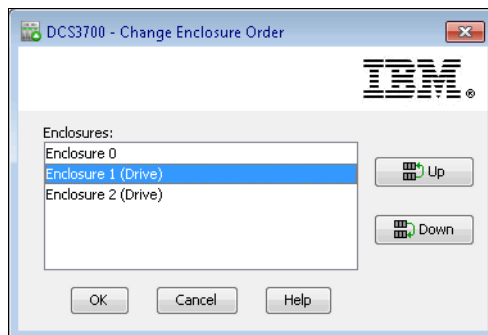 DCS3700 - Change Enclosure Order
IBM®
Enclosures:
Enclosure 0
Enclosure 1 (Drive)
Enclosure 2 (Drive)
Up
Down
OK
Cancel
Help